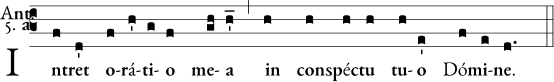 Ant.
5. a
Intret o-rá-ti-o me-a in conspéctu tu-o Dómi-ne.